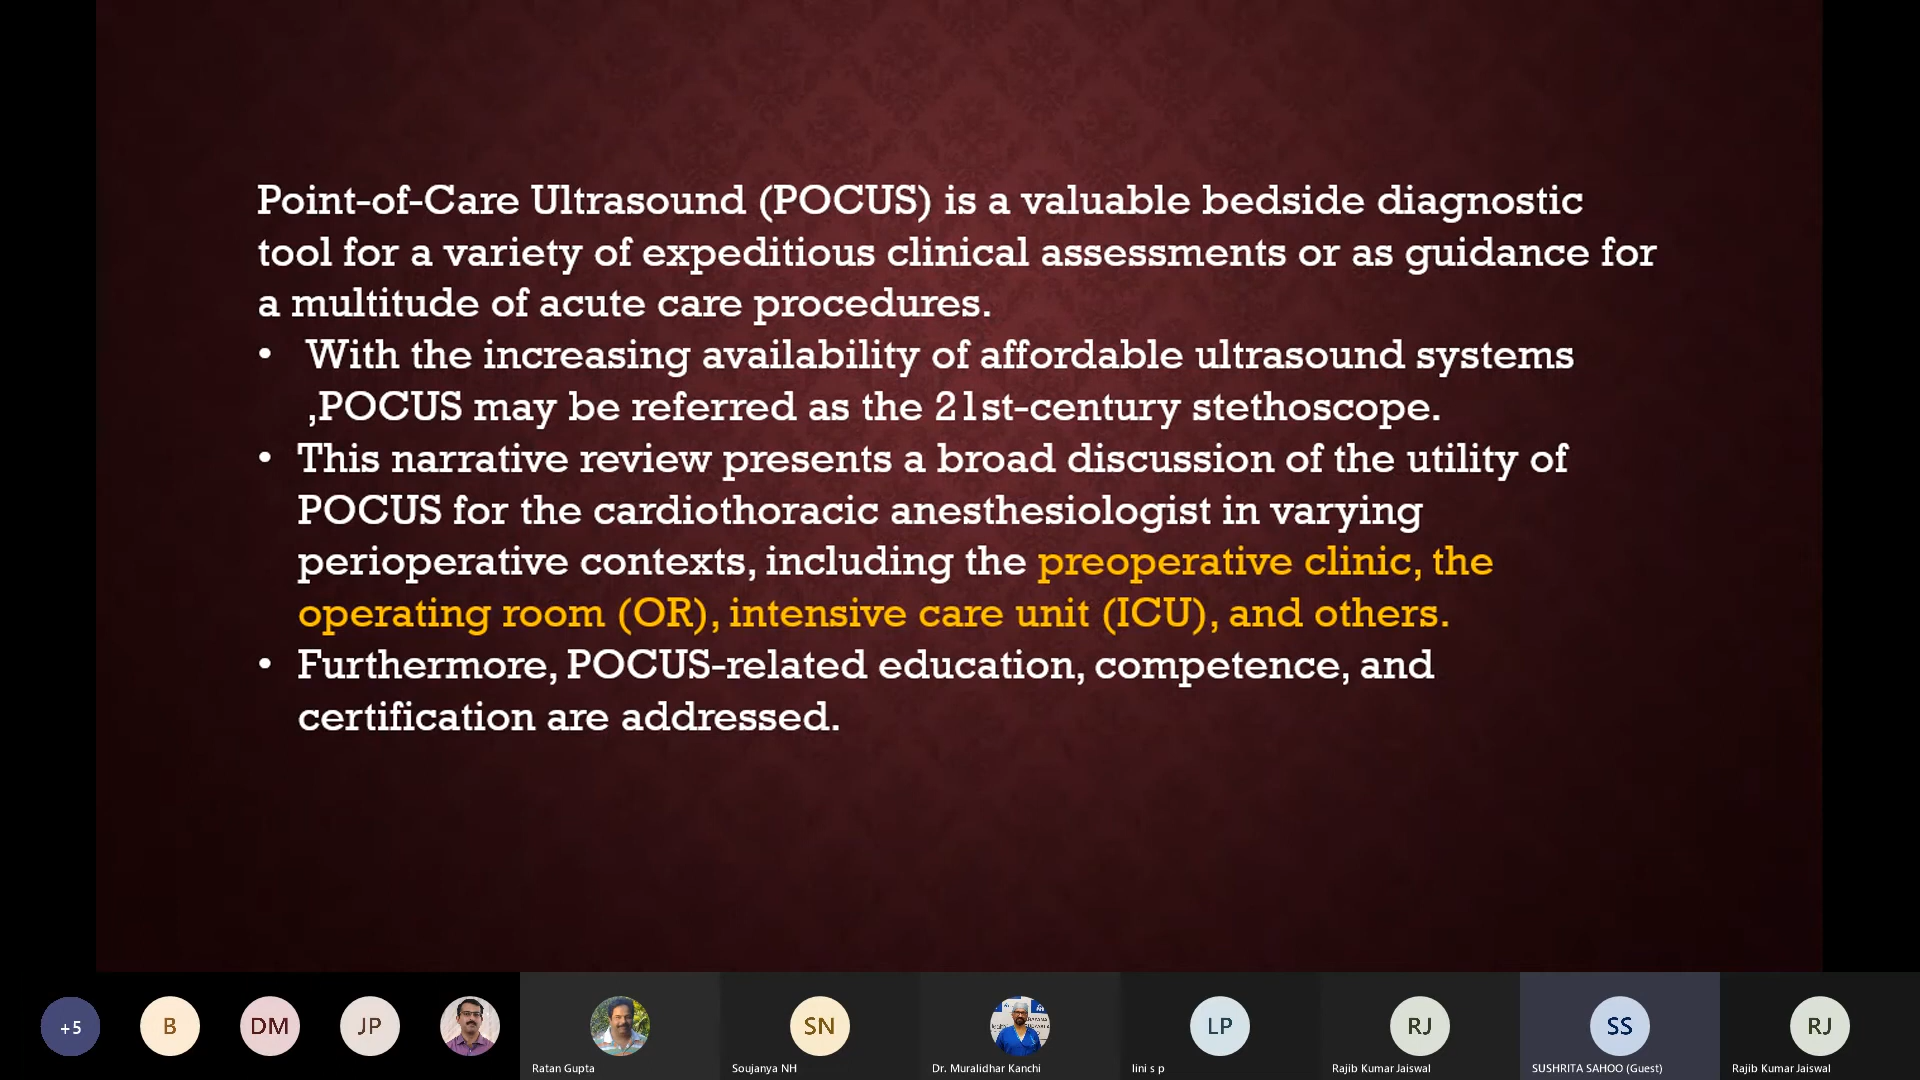 Point-of-Care Ultrasound (POCUS) is a valuable bedside diagnostic
tool for a variety of expeditious clinical assessments or as guidance for
a multitude of acute care procedures.
• With the increasing availability of affordable ultrasound systems
,POCUS may be referred as the 21st-century stethoscope.
• This narrative review presents a broad discussion of the utility of
POCUS for the cardiothoracic anesthesiologist in varying
perioperative contexts, including the preoperative clinic, the
operating room (OR), intensive care unit (ICU), and others.
• Furthermore, POCUS-related education, competence, and
certification are addressed.
+5 B DM JP SN LP RJ SS RJ
Ratan Gupta Soujanya NH Dr. Muralidhar Kanchi lini s p Rajib Kumar Jaiswal SUSHRITA SAHOO (Guest) Rajib Kumar Jaiswal